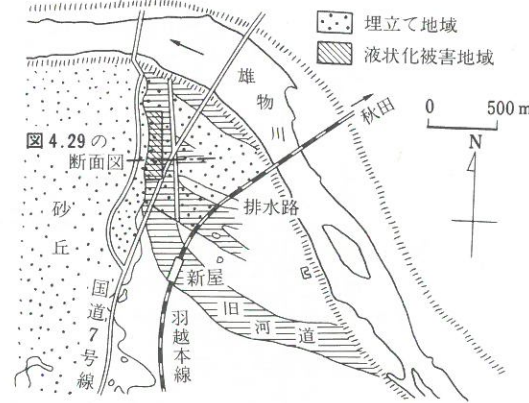 埋立て地域
液状化被害地域
雄物川
秋田
0 500 m
N
図4.29の
断面図
砂丘
排水路
新屋
旧河道
国道7号線
羽越本線